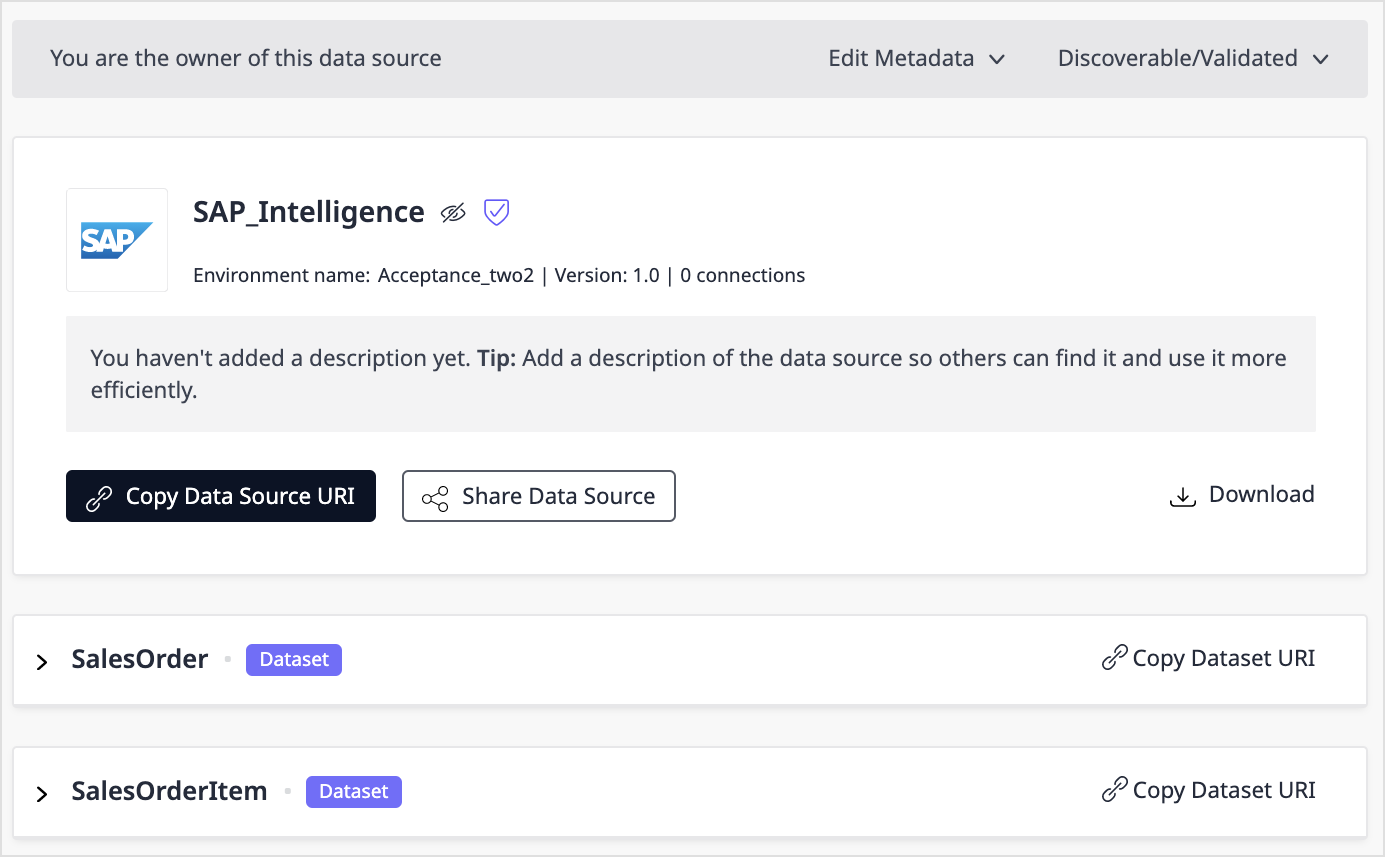 You are the owner of this data source Edit Metadata Discoverable/Validated
SAP SAP_Intelligence
Environment name: Acceptance_two2 | Version: 1.0 | 0 connections
You haven't added a description yet. Tip: Add a description of the data source so others can find it and use it more
efficiently.
Copy Data Source URI Share Data Source Download
SalesOrder Dataset Copy Dataset URI
SalesOrderItem Dataset Copy Dataset URI